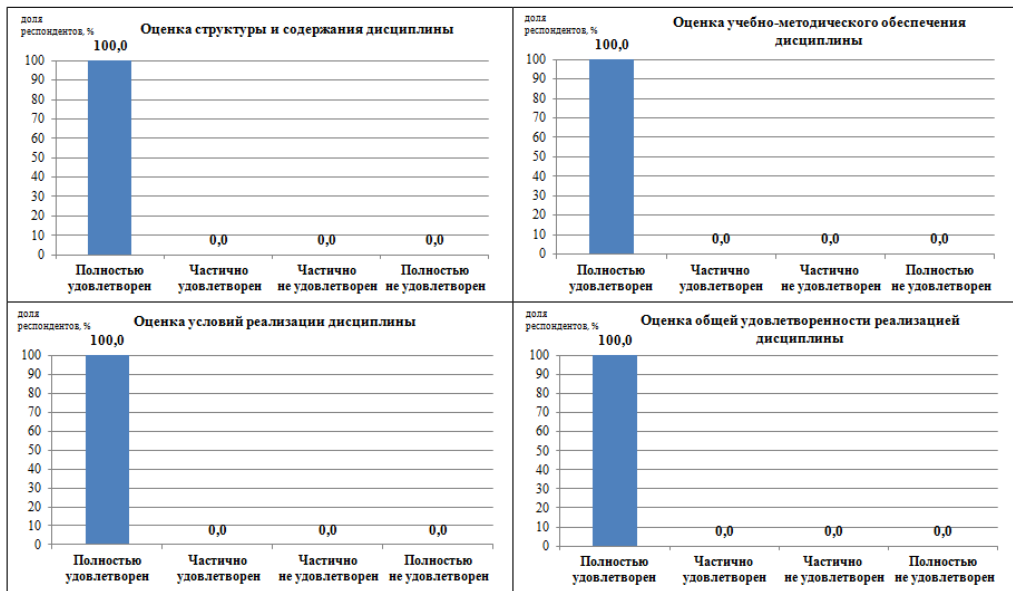 доля
респондентов, %
Оценка структуры и содержания дисциплины
100,0
100
90
80
70
60
50
40
30
20
10
0
0,0
0,0
0,0
Полностью
удовлетворен
Частично
удовлетворен
Частично
не удовлетворен
Полностью
не удовлетворен
доля
респондентов, %
Оценка учебно-методического обеспечения
дисциплины
100,0
100
90
80
70
60
50
40
30
20
10
0
0,0
0,0
0,0
Полностью
удовлетворен
Частично
удовлетворен
Частично
не удовлетворен
Полностью
не удовлетворен
доля
респондентов, %
Оценка условий реализации дисциплины
100,0
100
90
80
70
60
50
40
30
20
10
0
0,0
0,0
0,0
Полностью
удовлетворен
Частично
удовлетворен
Частично
не удовлетворен
Полностью
не удовлетворен
доля
респондентов, %
Оценка общей удовлетворенности реализацией
дисциплины
100,0
100
90
80
70
60
50
40
30
20
10
0
0,0
0,0
0,0
Полностью
удовлетворен
Частично
удовлетворен
Частично
не удовлетворен
Полностью
не удовлетворен